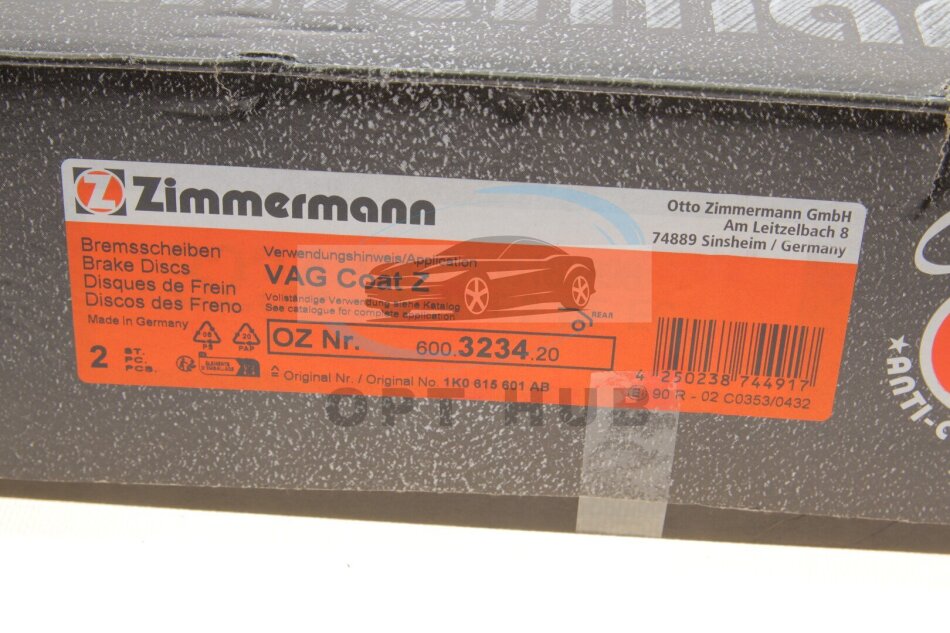 Zimmermann
Otto Zimmermann GmbH
Am Leitzelbach 8
74889 Sinsheim / Germany
Bremsscheiben
Brake Discs
Disques de Frein
Discos des Freno
Made in Germany
2 ST.
PC.
PCS.
Verwendungshinweis/Application
VAG Coat Z
Vollständige Verwendung siehe Katalog
See catalogue for complete application
REAR
OZ Nr. 600.3234.20
Original Nr. / Original No. 1K0 615 601 AB
4 250238 744917
90 R - 02 C0353/0432
OPT HUB
ANTI-C